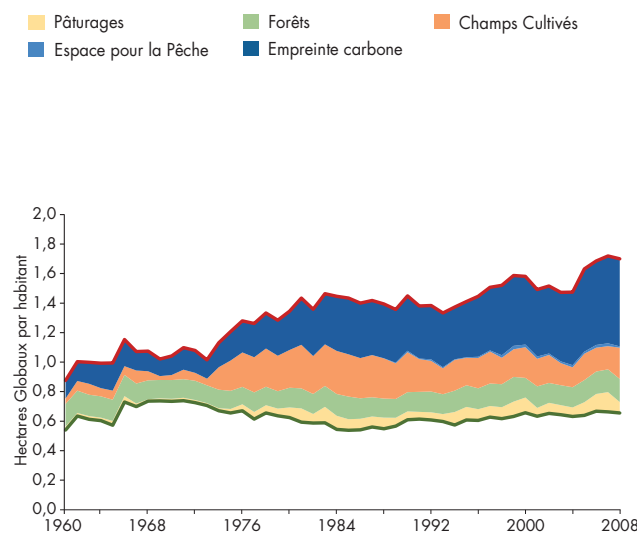 Pâturages Forêts Champs Cultivés
Espace pour la Pêche Empreinte carbone
Hectares Globaux par habitant
2,0
1,8
1,6
1,4
1,2
1,0
0,8
0,6
0,4
0,2
0,0
1960 1968 1976 1984 1992 2000 2008